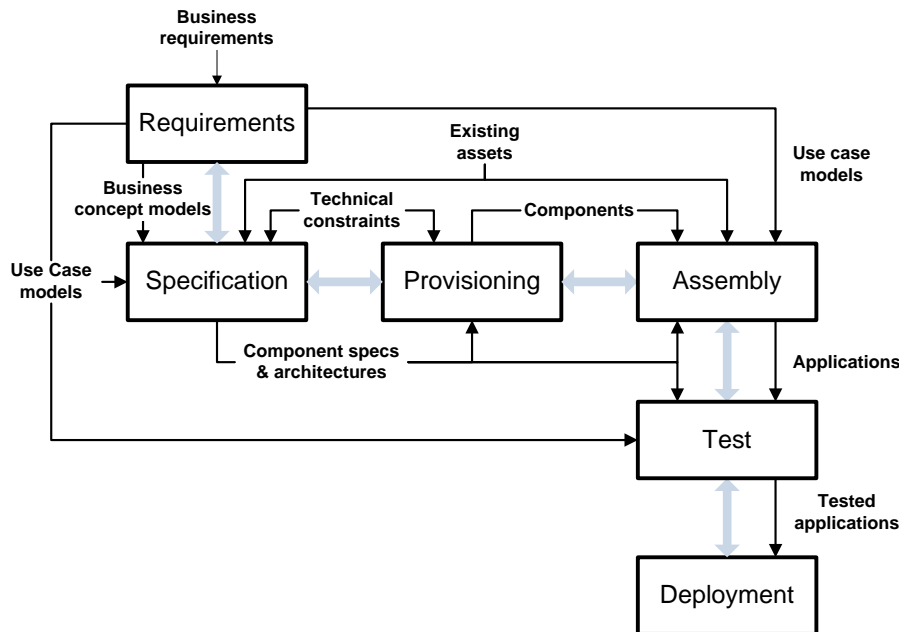 Business
requirements
Requirements
Existing
assets
Use case
models
Business
concept models
Technical
constraints
Components
Use Case
models
Specification
Provisioning
Assembly
Component specs
& architectures
Applications
Test
Tested
applications
Deployment